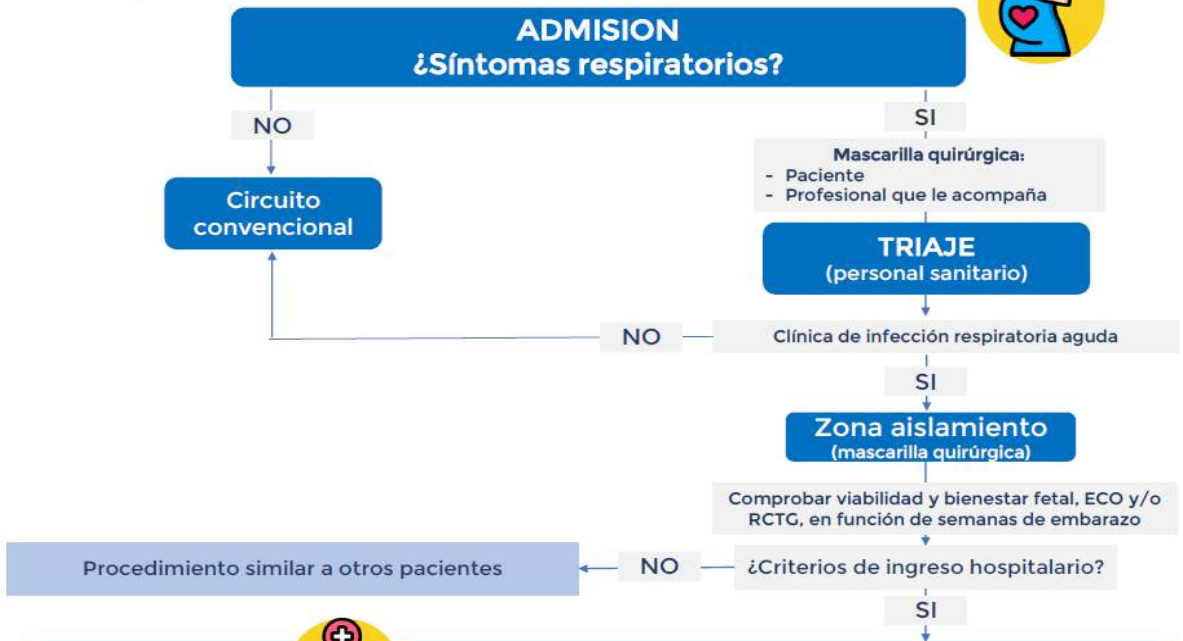 ADMISION
¿Síntomas respiratorios?
NO
SI
Mascarilla quirúrgica:
- Paciente
- Profesional que le acompaña
Circuito
convencional
TRIAJE
(personal sanitario)
NO
Clínica de infección respiratoria aguda
SI
Zona aislamiento
(mascarilla quirúrgica)
Comprobar viabilidad y bienestar fetal, ECO y/o
RCTG, en función de semanas de embarazo
Procedimiento similar a otros pacientes
NO
¿Criterios de ingreso hospitalario?
SI